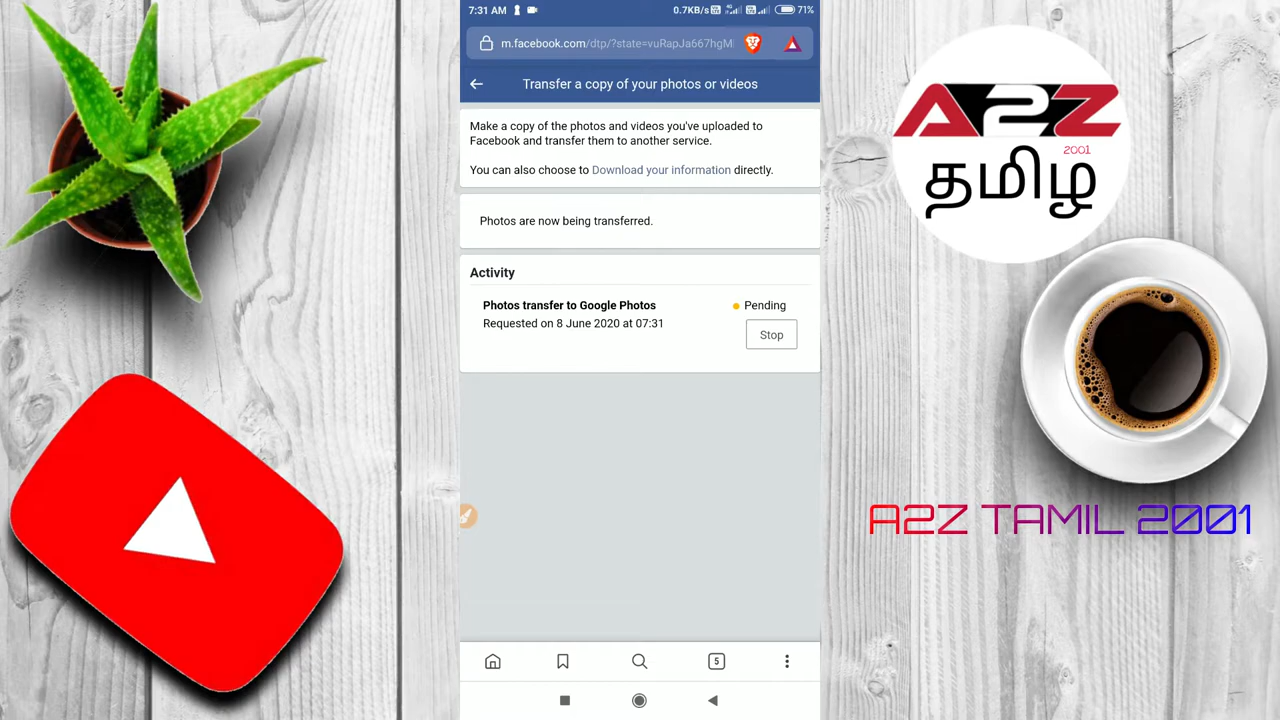 7:31 AM
0.7KB/s
71%
m.facebook.com/dtp/?state=vuRapJa667hgM
Transfer a copy of your photos or videos
Make a copy of the photos and videos you've uploaded to
Facebook and transfer them to another service.
You can also choose to Download your information directly.
Photos are now being transferred.
Activity
Photos transfer to Google Photos
Pending
Requested on 8 June 2020 at 07:31
Stop
5
A2Z
2001
தமிழ்
A2Z TAMIL 2001